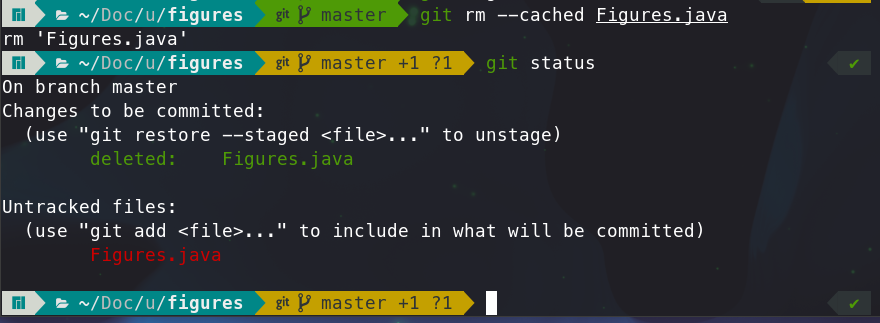 ~/Doc/u/figures git master git rm --cached Figures.java
rm 'Figures.java'
~/Doc/u/figures git master +1 ?1 git status ✔
On branch master
Changes to be committed:
(use "git restore --staged <file>..." to unstage)
deleted: Figures.java
Untracked files:
(use "git add <file>..." to include in what will be committed)
Figures.java
~/Doc/u/figures git master +1 ?1 ✔